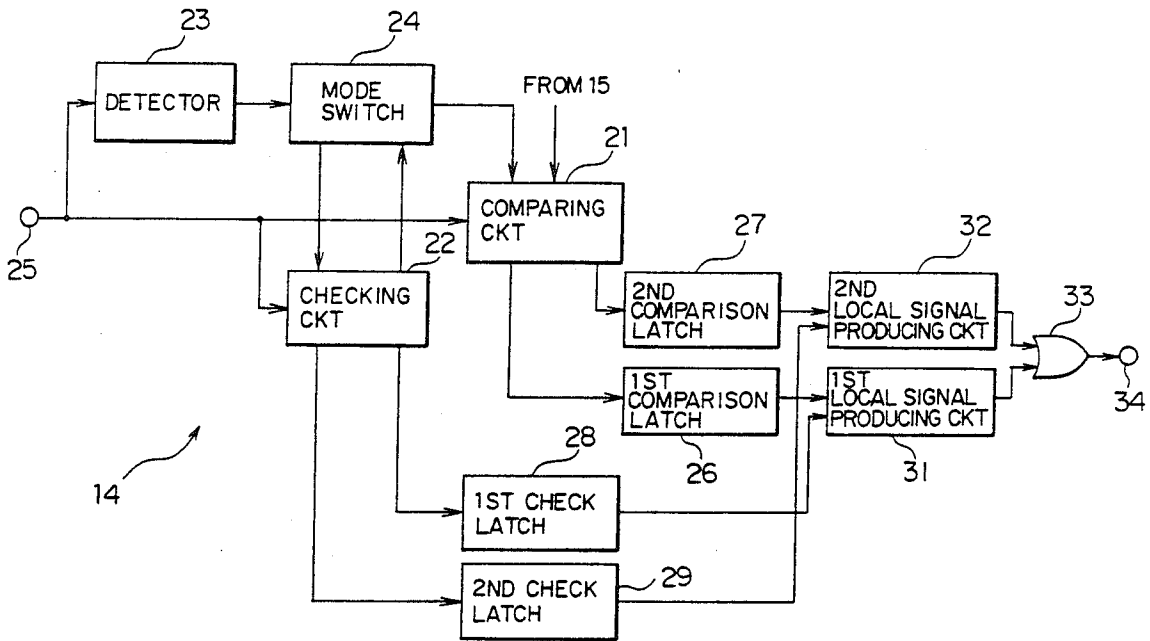 23
24
DETECTOR
MODE
SWITCH
FROM 15
21
COMPARING
CKT
25
22
CHECKING
CKT
27
2ND
COMPARISON
LATCH
32
2ND
LOCAL SIGNAL
PRODUCING CKT
33
34
1ST
COMPARISON
LATCH
26
1ST
LOCAL SIGNAL
PRODUCING CKT
31
14
28
1ST CHECK
LATCH
29
2ND CHECK
LATCH